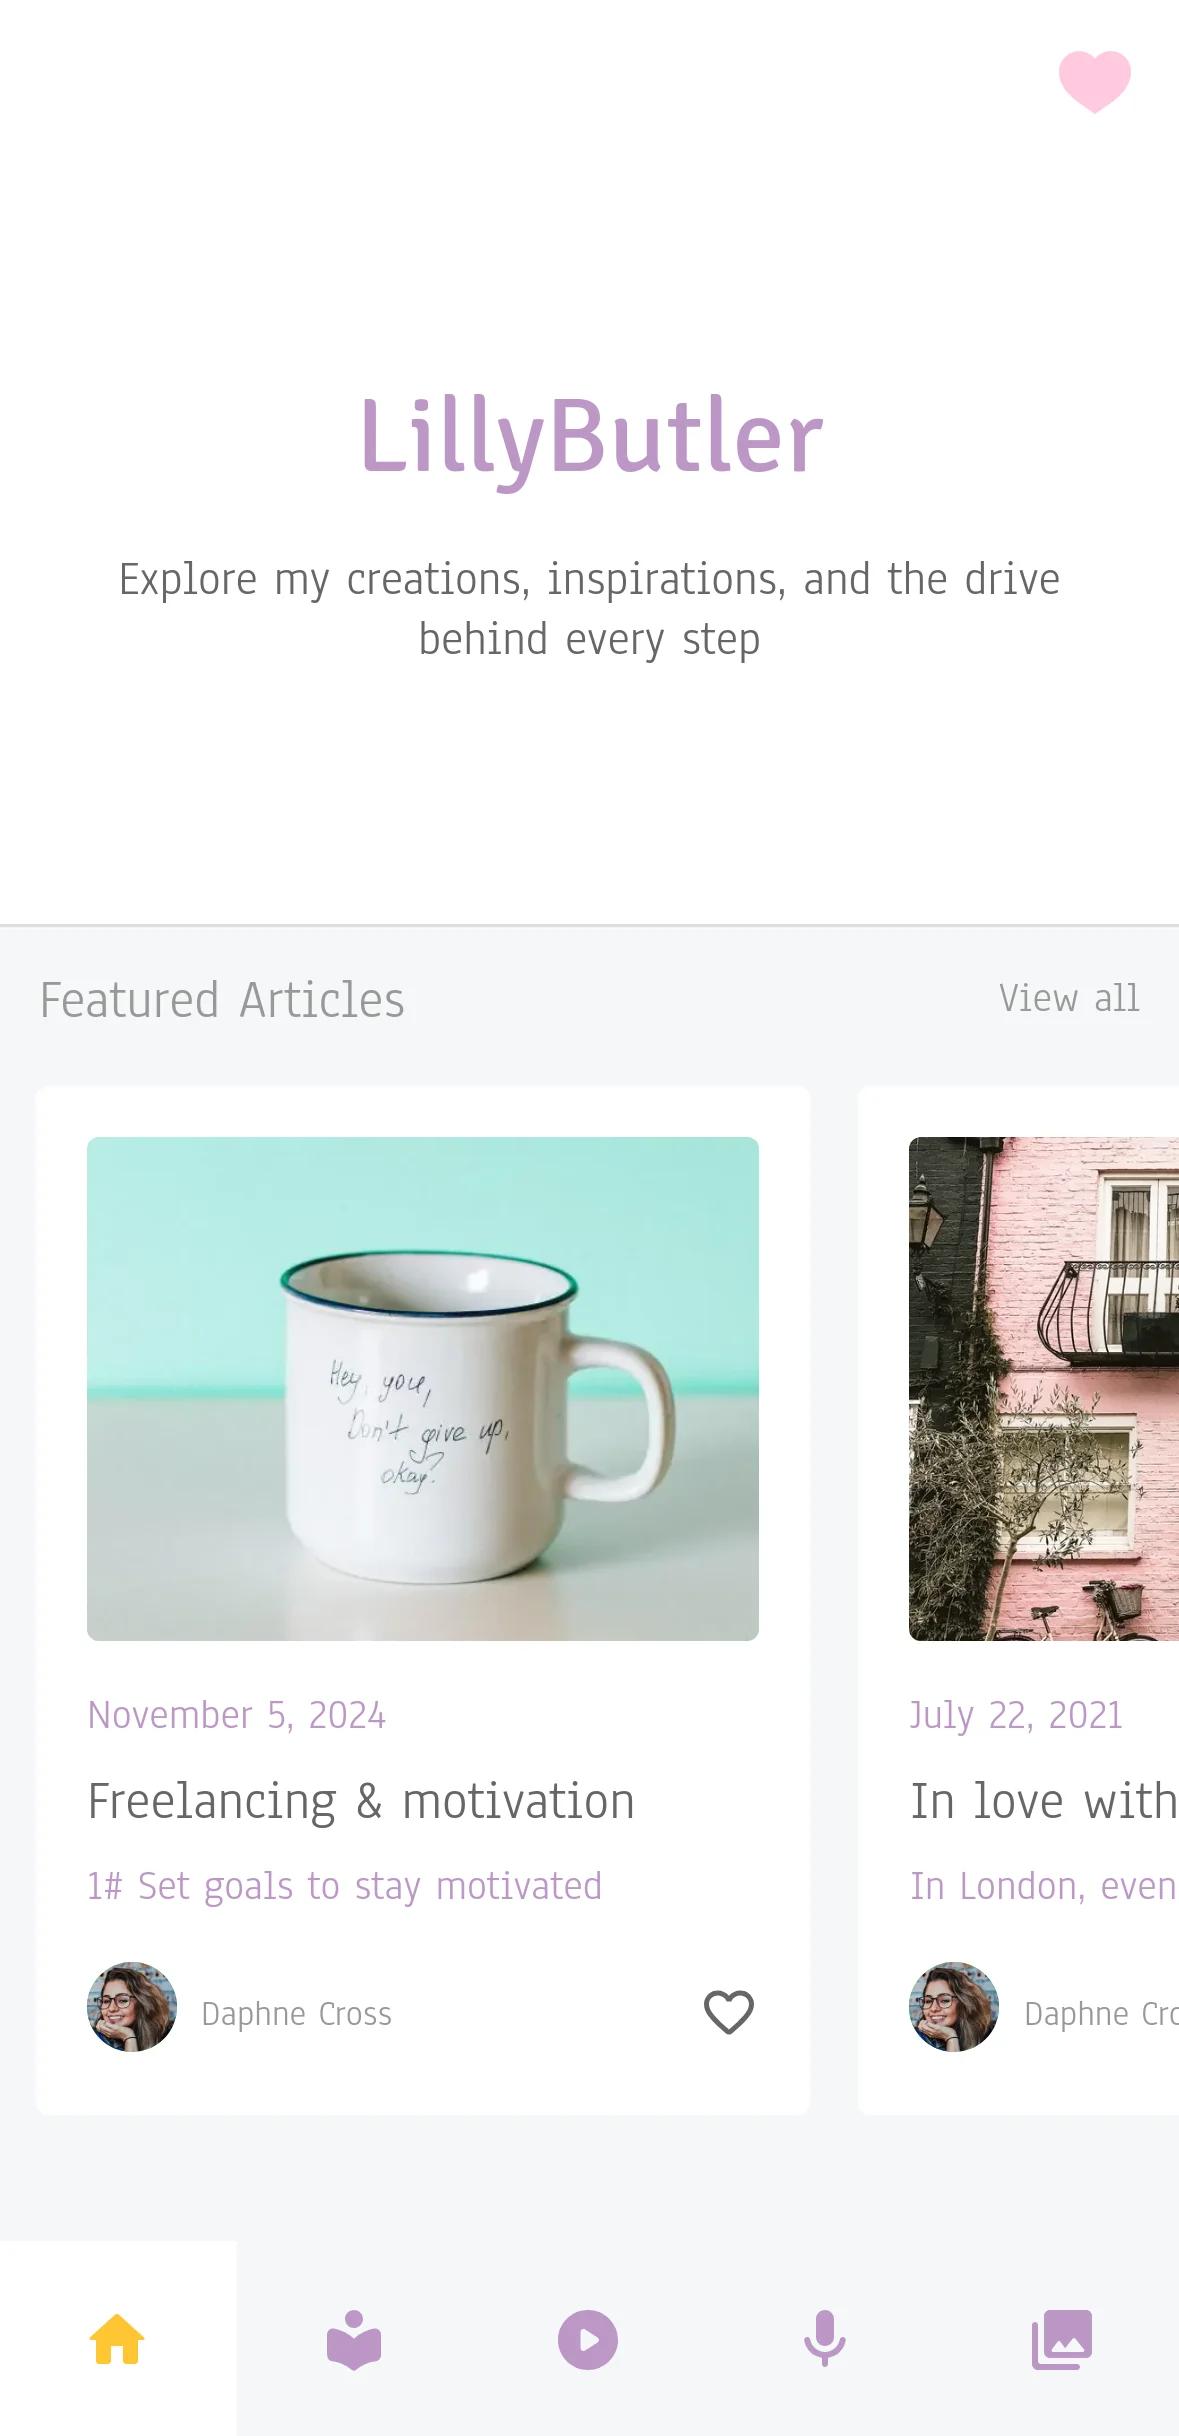 LillyButler
Explore my creations, inspirations, and the drive
behind every step
Featured Articles
View all
Hey, you,
Don't give up,
okay?
November 5, 2024
Freelancing & motivation
1# Set goals to stay motivated
Daphne Cross
July 22, 2021
In love with
In London, even
Daphne Cro